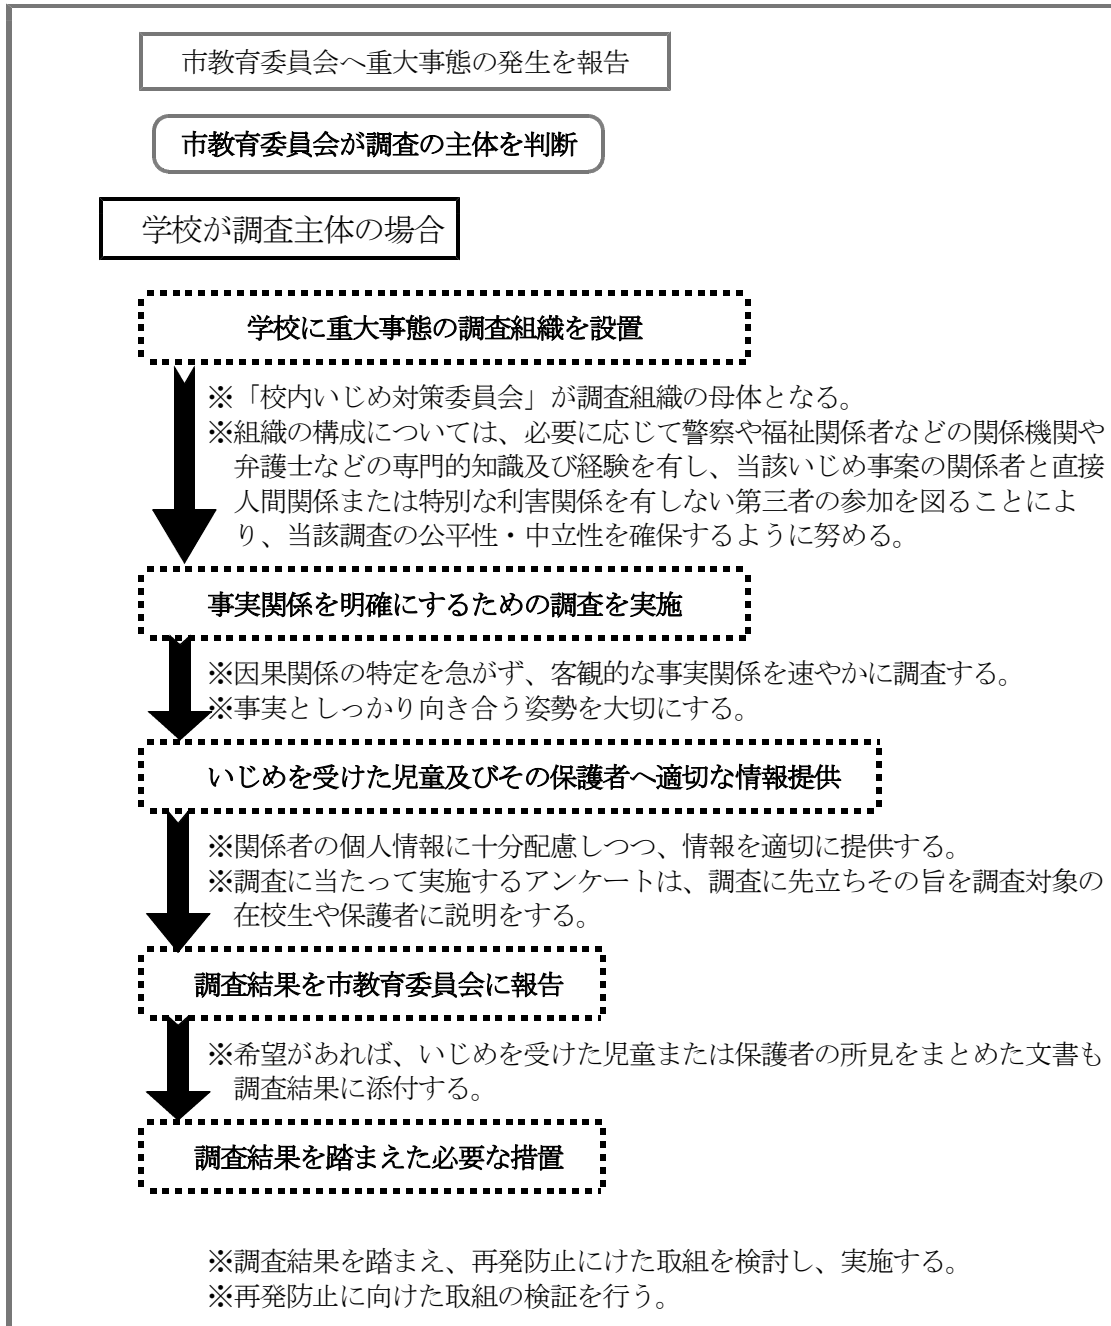 市教育委員会へ重大事態の発生を報告
市教育委員会が調査の主体を判断
学校が調査主体の場合
学校に重大事態の調査組織を設置
※「校内いじめ対策委員会」が調査組織の母体となる。
※組織の構成については、必要に応じて警察や福祉関係者などの関係機関や
弁護士などの専門的知識及び経験を有し、当該いじめ事案の関係者と直接
人間関係または特別な利害関係を有しない第三者の参加を図ることによ
り、当該調査の公平性・中立性を確保するように努める。
事実関係を明確にするための調査を実施
※因果関係の特定を急がず、客観的な事実関係を速やかに調査する。
※事実としっかり向き合う姿勢を大切にする。
いじめを受けた児童及びその保護者へ適切な情報提供
※関係者の個人情報に十分配慮しつつ、情報を適切に提供する。
※調査に当たって実施するアンケートは、調査に先立ちその旨を調査対象の
在校生や保護者に説明をする。
調査結果を市教育委員会に報告
※希望があれば、いじめを受けた児童または保護者の所見をまとめた文書も
調査結果に添付する。
調査結果を踏まえた必要な措置
※調査結果を踏まえ、再発防止にけた取組を検討し、実施する。
※再発防止に向けた取組の検証を行う。